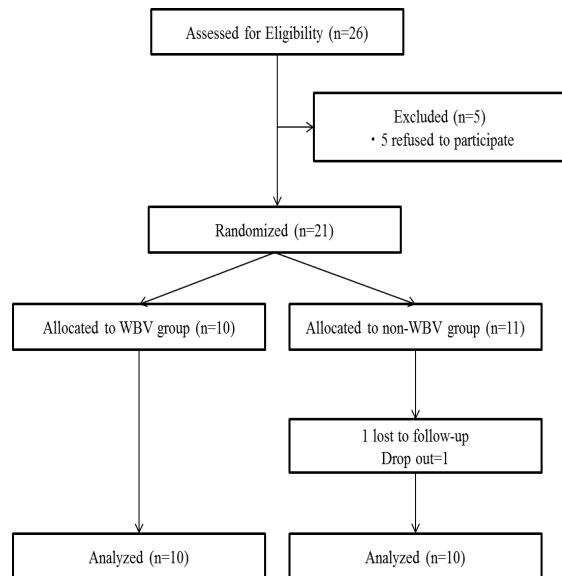 Assessed for Eligibility (n=26)
Excluded (n=5)
・5 refused to participate
Randomized (n=21)
Allocated to WBV group (n=10)
Allocated to non-WBV group (n=11)
1 lost to follow-up
Drop out=1
Analyzed (n=10)
Analyzed (n=10)